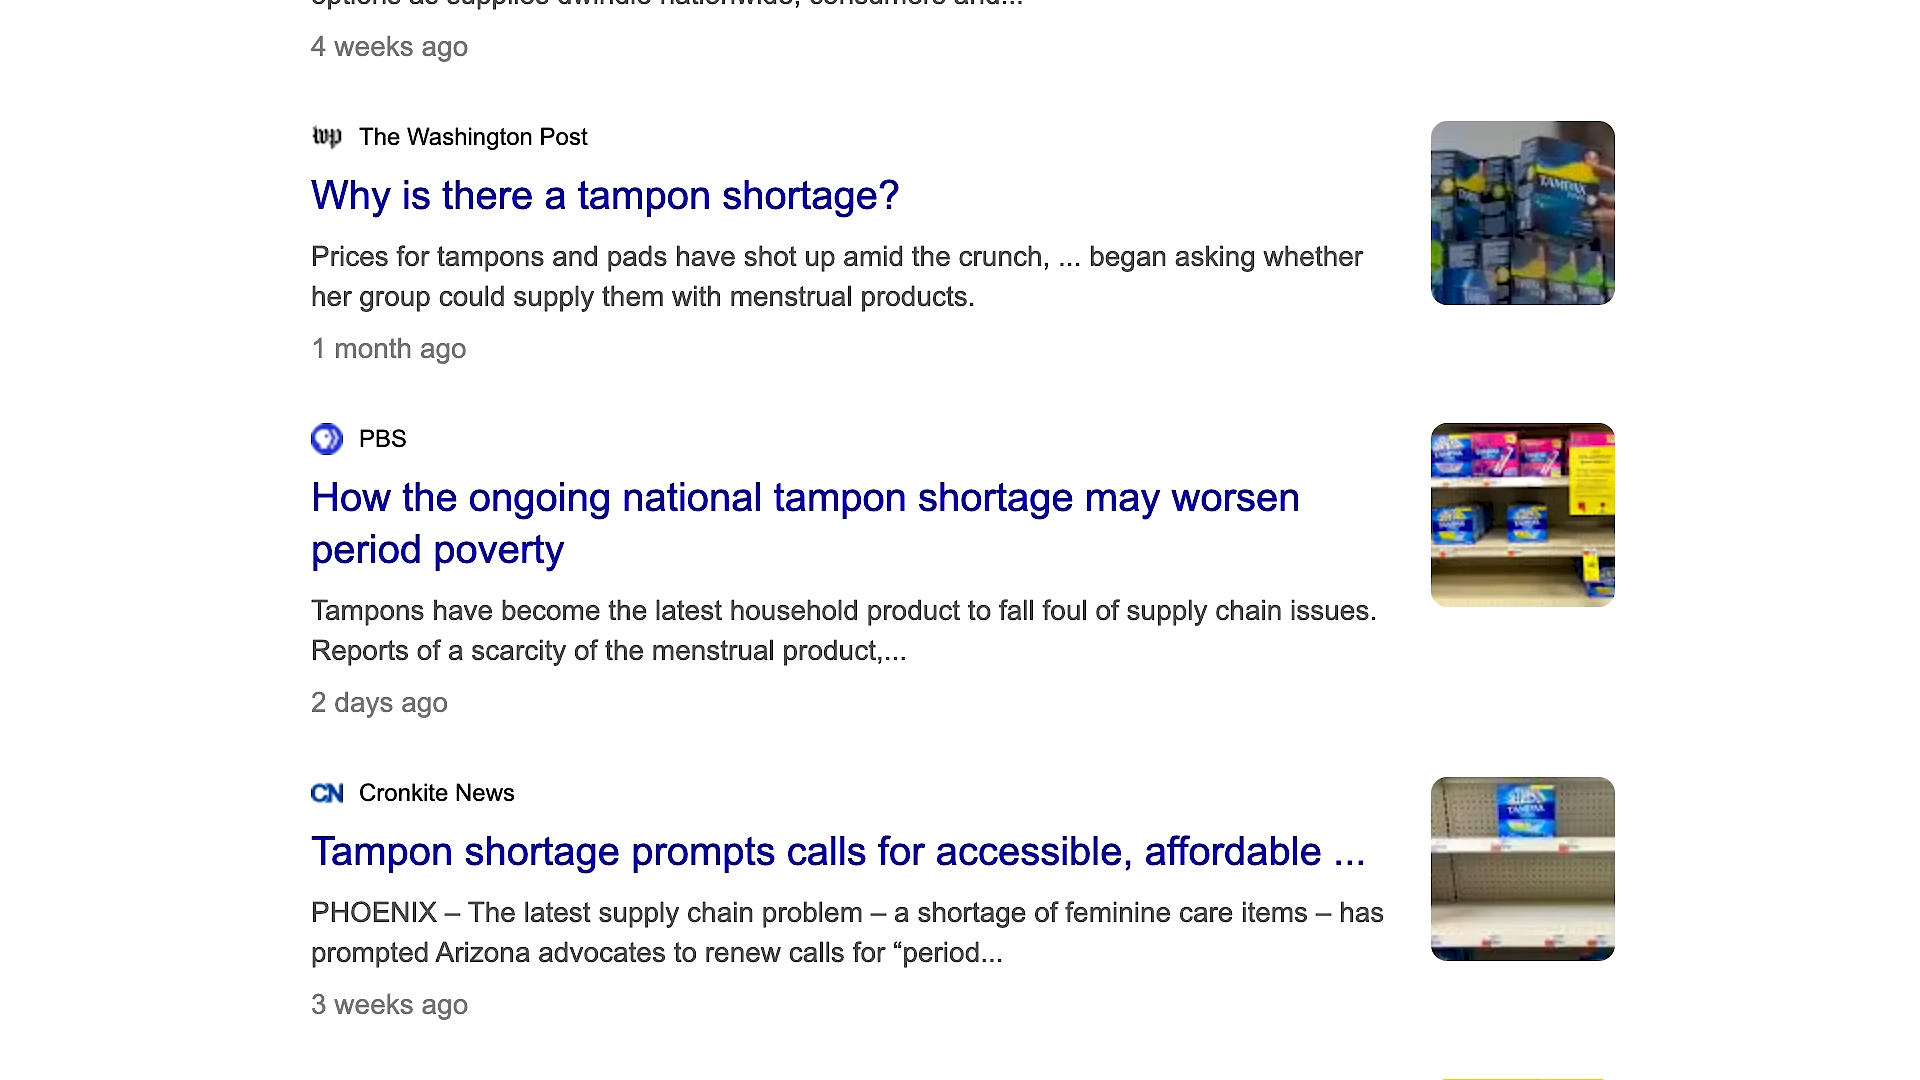 4 weeks ago
wp The Washington Post
Why is there a tampon shortage?
Prices for tampons and pads have shot up amid the crunch, ... began asking whether
her group could supply them with menstrual products.
1 month ago
TAMPAX
PBS
How the ongoing national tampon shortage may worsen
period poverty
Tampons have become the latest household product to fall foul of supply chain issues.
Reports of a scarcity of the menstrual product,...
2 days ago
CN Cronkite News
Tampon shortage prompts calls for accessible, affordable ...
PHOENIX – The latest supply chain problem – a shortage of feminine care items – has
prompted Arizona advocates to renew calls for “period...
3 weeks ago
TAMPAX